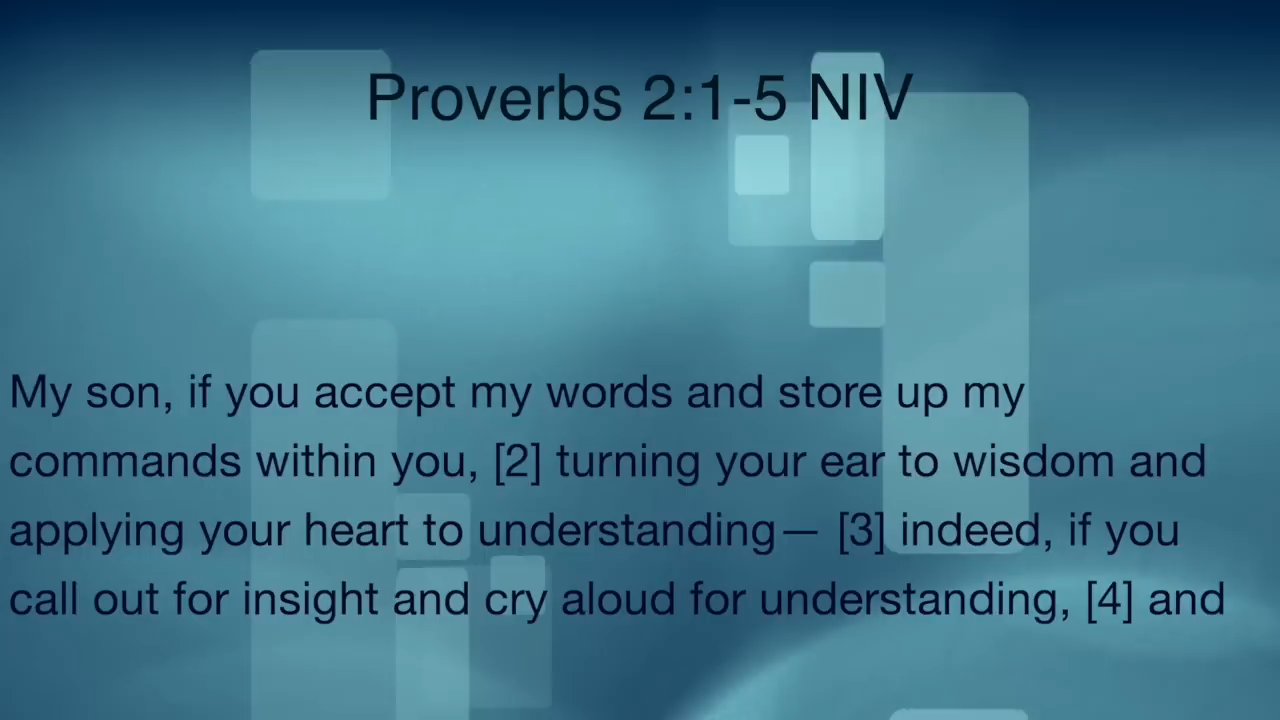 Proverbs 2:1-5 NIV
My son, if you accept my words and store up my
commands within you, [2] turning your ear to wisdom and
applying your heart to understanding— [3] indeed, if you
call out for insight and cry aloud for understanding, [4] and